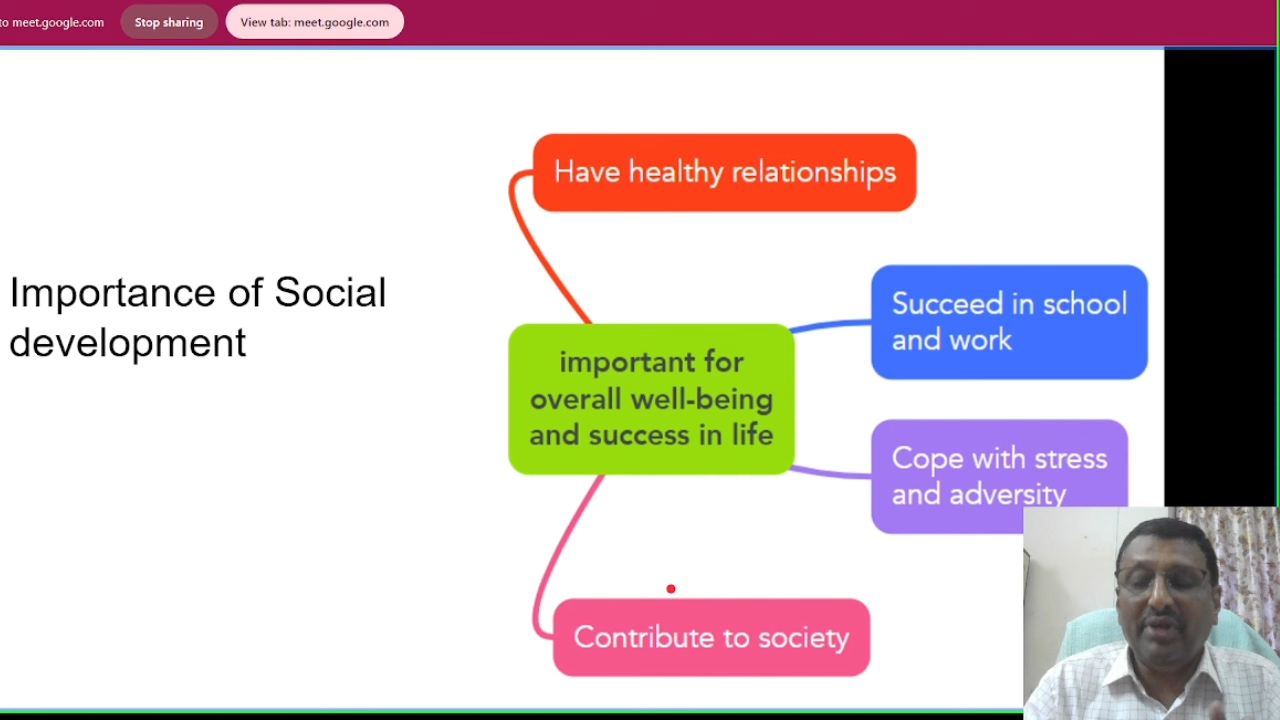 to meet.google.com
Stop sharing
View tab: meet.google.com
Importance of Social
development
Have healthy relationships
Succeed in school
and work
important for
overall well-being
and success in life
Cope with stress
and adversity
Contribute to society